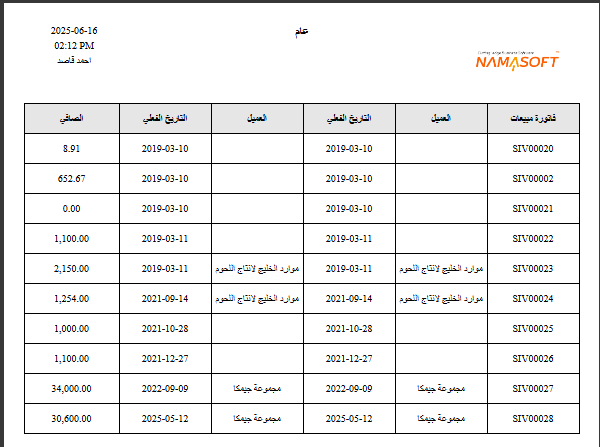 2025-06-16
02:12 PM
احمد قاصد
عام
NAMASOFT
فاتورة مبيعات العميل التاريخ الفعلي العميل التاريخ الفعلي الصافي
SIV00020 2019-03-10 2019-03-10 8.91
SIV00002 2019-03-10 2019-03-10 652.67
SIV00021 2019-03-10 2019-03-10 0.00
SIV00022 2019-03-11 2019-03-11 1,100.00
SIV00023 موارد الخليج لانتاج اللحوم 2019-03-11 موارد الخليج لانتاج اللحوم 2019-03-11 2,150.00
SIV00024 موارد الخليج لانتاج اللحوم 2021-09-14 موارد الخليج لانتاج اللحوم 2021-09-14 1,254.00
SIV00025 2021-10-28 2021-10-28 1,000.00
SIV00026 2021-12-27 2021-12-27 1,100.00
SIV00027 مجموعة جيمكا 2022-09-09 مجموعة جيمكا 2022-09-09 34,000.00
SIV00028 مجموعة جيمكا 2025-05-12 مجموعة جيمكا 2025-05-12 30,600.00